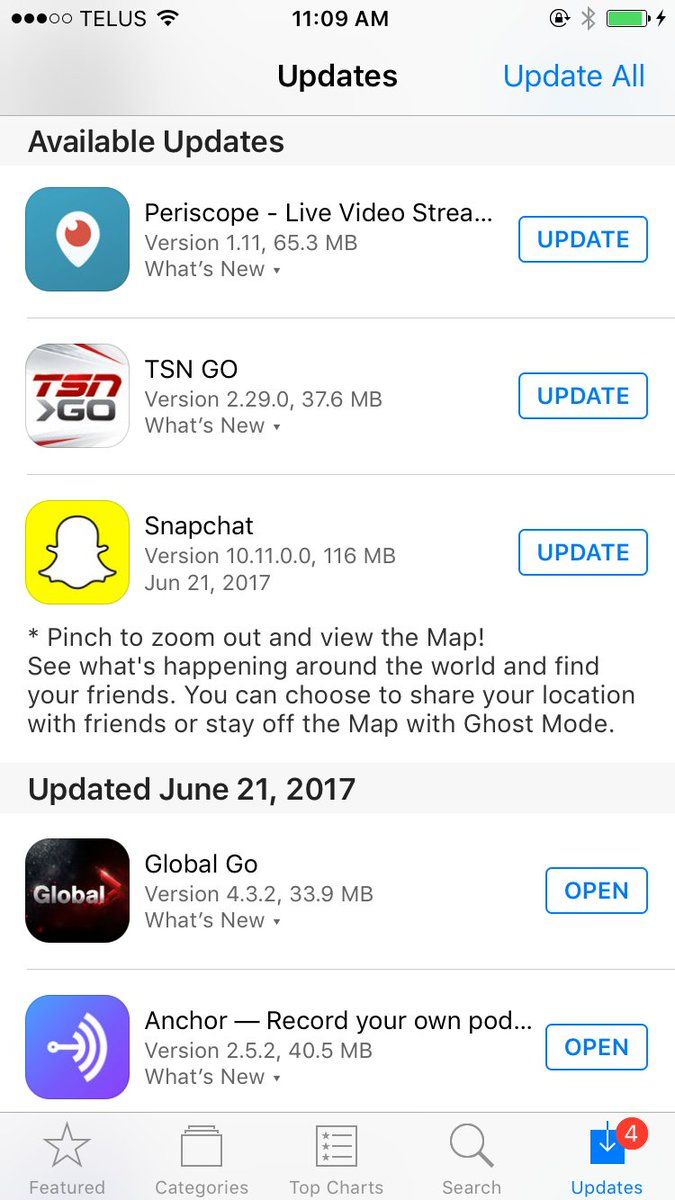 TELUS 11:09 AM
Updates Update All
Available Updates
Periscope - Live Video Strea...
Version 1.11, 65.3 MB
What's New ▾
UPDATE
TSN
GO
TSN GO
Version 2.29.0, 37.6 MB
What's New ▾
UPDATE
Snapchat
Version 10.11.0.0, 116 MB
Jun 21, 2017
UPDATE
* Pinch to zoom out and view the Map!
See what's happening around the world and find
your friends. You can choose to share your location
with friends or stay off the Map with Ghost Mode.
Updated June 21, 2017
Global
Global Go
Version 4.3.2, 33.9 MB
What's New ▾
OPEN
Anchor — Record your own pod...
Version 2.5.2, 40.5 MB
What's New ▾
OPEN
4
Featured Categories Top Charts Search Updates